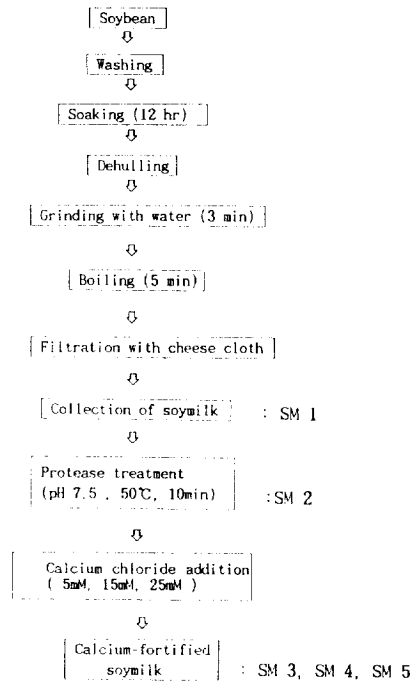 Soybean
Washing
Soaking (12 hr)
Dehulling
Grinding with water (3 min)
Boiling (5 min)
Filtration with cheese cloth
Collection of soymilk : SM 1
Protease treatment
(pH 7.5 , 50℃, 10min) :SM 2
Calcium chloride addition
( 5mM, 15mM, 25mM )
Calcium-fortified
soymilk : SM 3, SM 4, SM 5